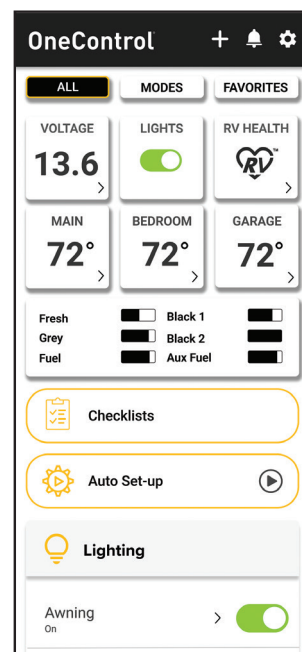 OneControl
ALL MODES FAVORITES
VOLTAGE LIGHTS RV HEALTH
13.6
RV
MAIN BEDROOM GARAGE
72° 72° 72°
Fresh Black 1
Grey Black 2
Fuel Aux Fuel
Checklists
Auto Set-up
Lighting
Awning
On